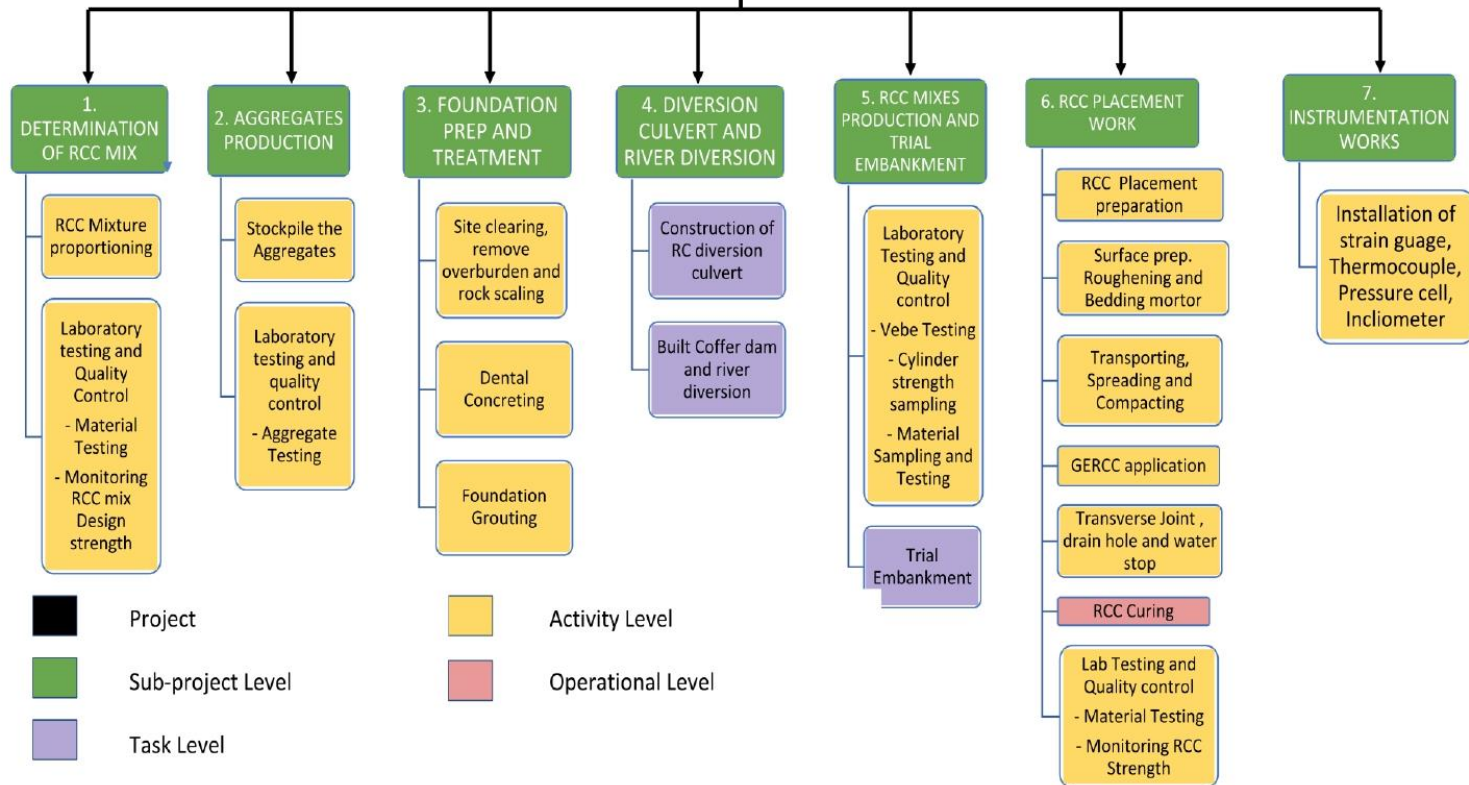 1.
DETERMINATION
OF RCC MIX
RCC Mixture
proportioning
Laboratory
testing and
Quality
Control
- Material
Testing
- Monitoring
RCC mix
Design
strength
2. AGGREGATES
PRODUCTION
Stockpile the
Aggregates
Laboratory
testing and
quality
control
- Aggregate
Testing
3. FOUNDATION
PREP AND
TREATMENT
Site clearing,
remove
overburden and
rock scaling
Dental
Concreting
Foundation
Grouting
4. DIVERSION
CULVERT AND
RIVER DIVERSION
Construction of
RC diversion
culvert
Built Coffer dam
and river
diversion
5. RCC MIXES
PRODUCTION AND
TRIAL
EMBANKMENT
Laboratory
Testing and
Quality
control
- Vebe Testing
- Cylinder
strength
sampling
- Material
Sampling and
Testing
Trial
Embankment
6. RCC PLACEMENT
WORK
RCC Placement
preparation
Surface prep.
Roughening and
Bedding mortor
Transporting,
Spreading and
Compacting
GERCC application
Transverse Joint ,
drain hole and water
stop
RCC Curing
Lab Testing and
Quality control
- Material Testing
- Monitoring RCC
Strength
7.
INSTRUMENTATION
WORKS
Installation of
strain guage,
Thermocouple,
Pressure cell,
Incliometer
Project
Sub-project Level
Task Level
Activity Level
Operational Level